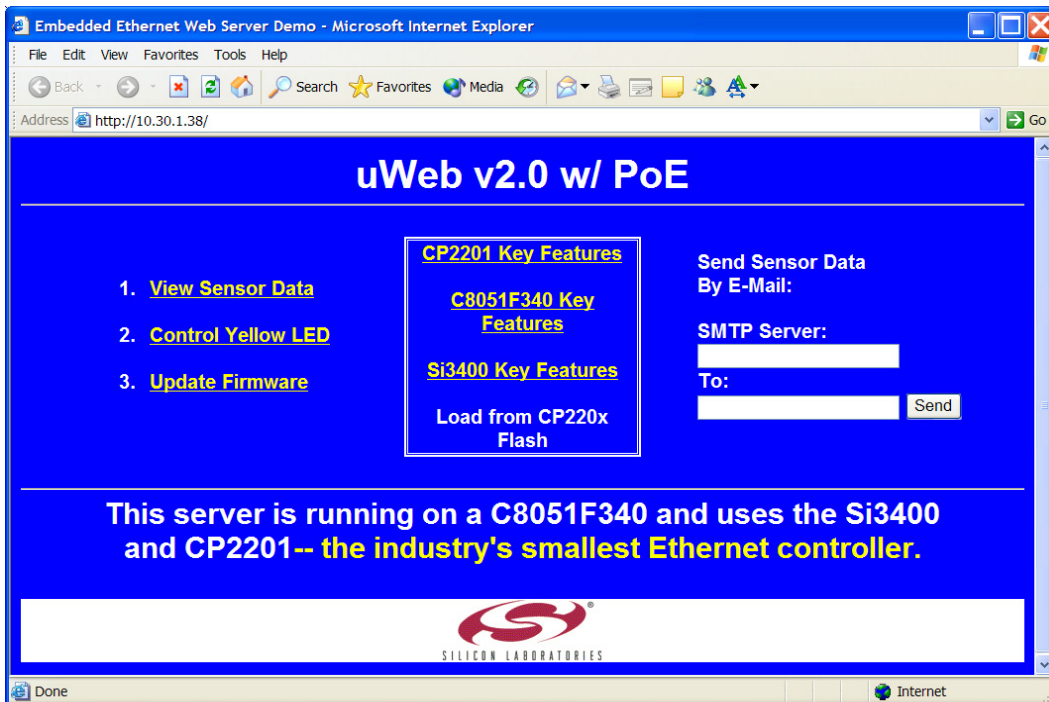 Embedded Ethernet Web Server Demo - Microsoft Internet Explorer
File Edit View Favorites Tools Help
Back Search Favorites Media
Address http://10.30.1.38/ Go
uWeb v2.0 w/ PoE
1. View Sensor Data
2. Control Yellow LED
3. Update Firmware
CP2201 Key Features
C8051F340 Key
Features
Si3400 Key Features
Load from CP220x
Flash
Send Sensor Data
By E-Mail:
SMTP Server:
To:
Send
This server is running on a C8051F340 and uses the Si3400
and CP2201-- the industry's smallest Ethernet controller.
SILICON LABORATORIES
Done Internet